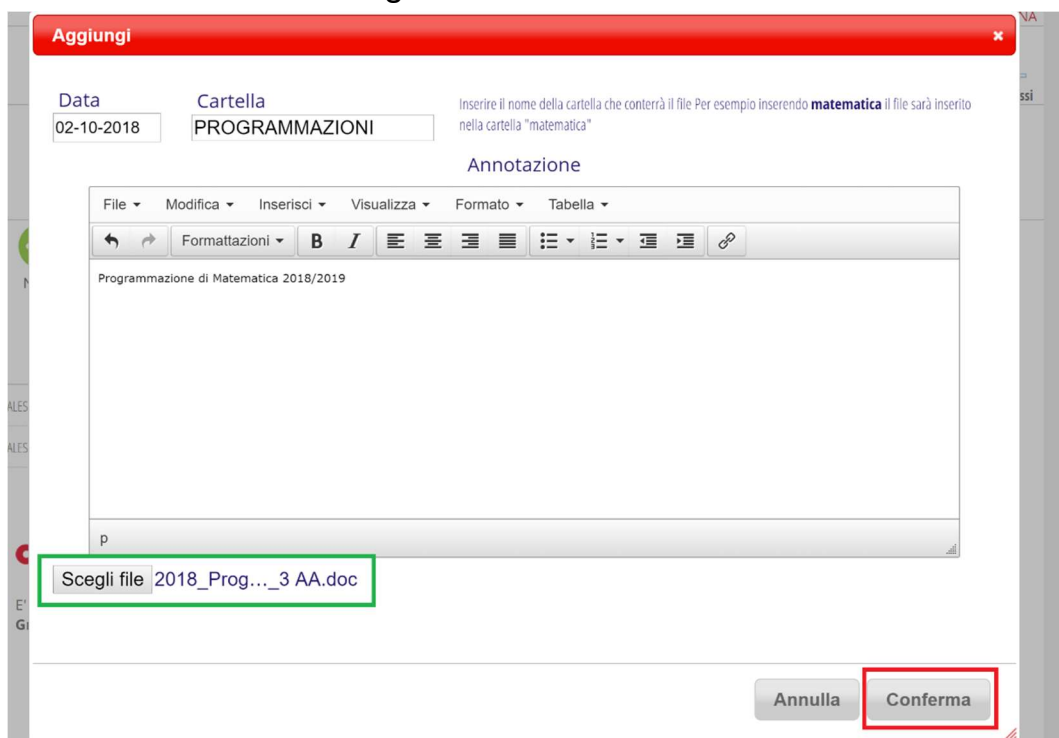 Aggiungi
Data
Cartella
Inserire il nome della cartella che conterrà il file Per esempio inserendo matematica il file sarà inserito
02-10-2018
PROGRAMMAZIONI
nella cartella "matematica"
Annotazione
File Modifica Inserisci Visualizza Formato Tabella
Formattazioni B I
Programmazione di Matematica 2018/2019
p
Scegli file 2018_Prog…_3 AA.doc
Annulla Conferma